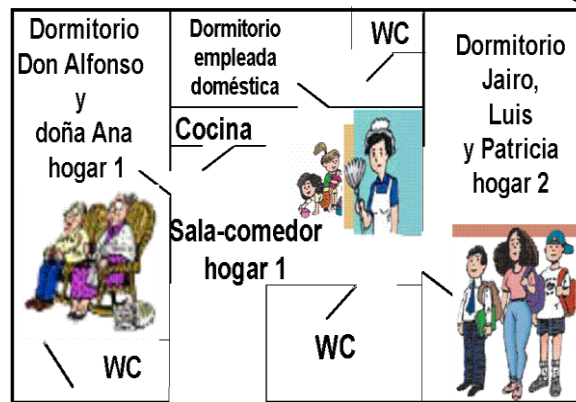 Dormitorio
Don Alfonso
y
doña Ana
hogar 1
Dormitorio
empleada
doméstica
WC
Dormitorio
Jairo,
Luis
y Patricia
hogar 2
Cocina
Sala-comedor
hogar 1
WC
WC